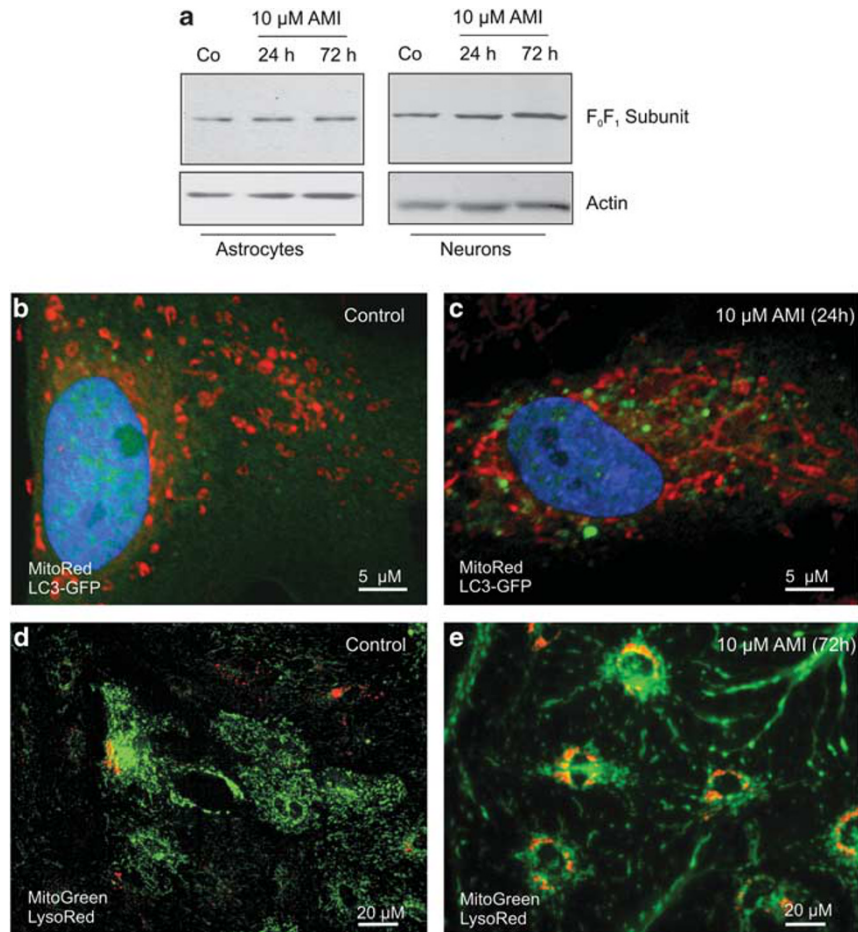 a
10 µM AMI
10 µM AMI
Co
24 h
72 h
Co
24 h
72 h
F₀F₁ Subunit
Actin
Astrocytes
Neurons
b
Control
MitoRed
LC3-GFP
5 µM
c
10 µM AMI (24h)
MitoRed
LC3-GFP
5 µM
d
Control
MitoGreen
LysoRed
20 µM
e
10 µM AMI (72h)
MitoGreen
LysoRed
20 µM